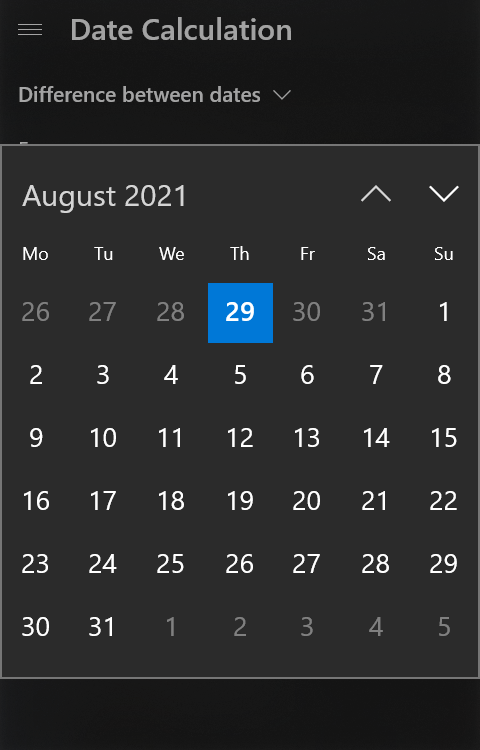 Date Calculation
Difference between dates
August 2021
Mo Tu We Th Fr Sa Su
26 27 28 29 30 31 1
2 3 4 5 6 7 8
9 10 11 12 13 14 15
16 17 18 19 20 21 22
23 24 25 26 27 28 29
30 31 1 2 3 4 5